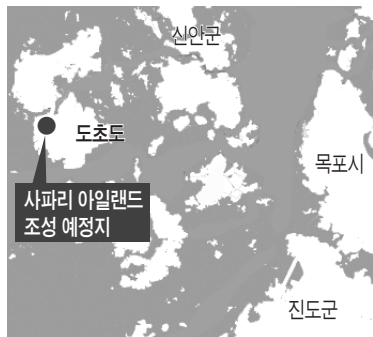 신안군
도초도
목포시
사파리 아일랜드
조성 예정지
진도군